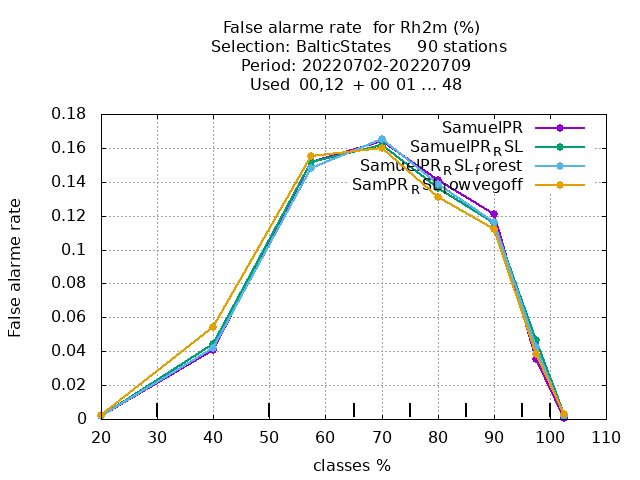 False alarme rate  for Rh2m (%)
Selection: BalticStates     90 stations
Period: 20220702-20220709
Used  00,12  + 00 01 ... 48
0.18
0.16
0.14
0.12
0.1
0.08
0.06
0.04
0.02
0
False alarme rate
SamuelPR
SamuelPR_RSL
SamuelPR_RSL_forest
SamPR_RSL_lowvegoff
20 30 40 50 60 70 80 90 100 110
classes %